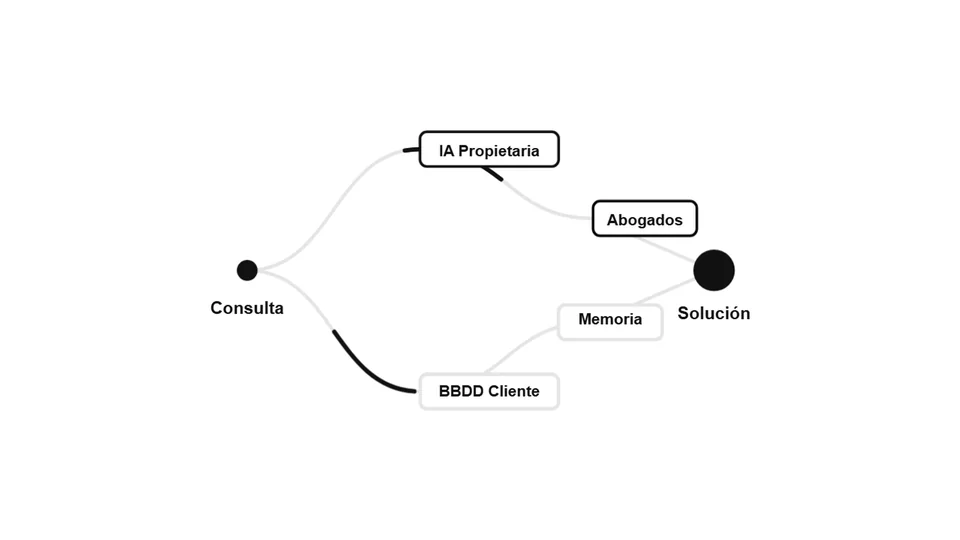 IA Propietaria
Abogados
Consulta
Solución
Memoria
BBDD Cliente